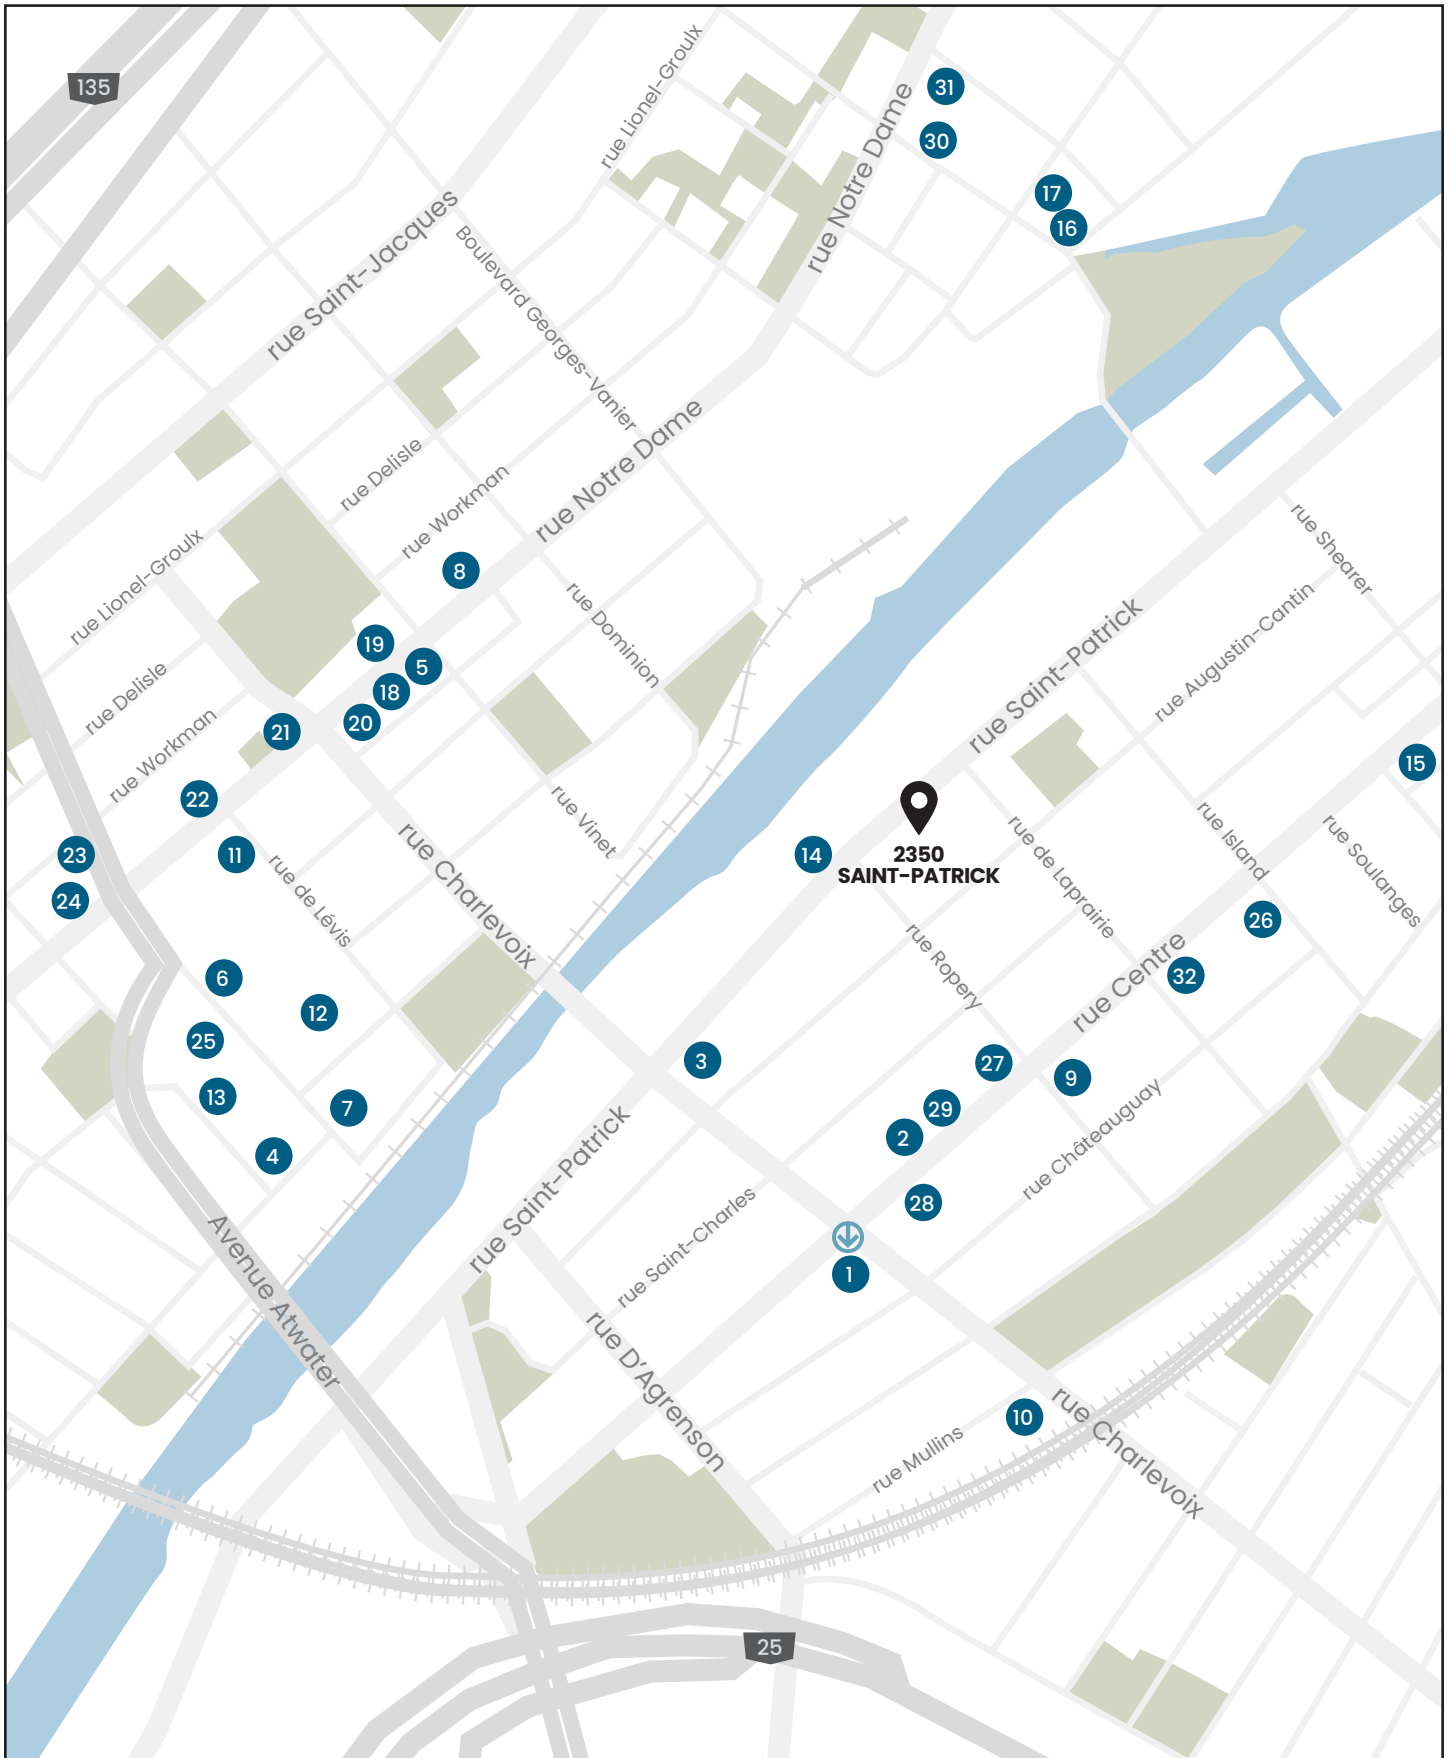 135
rue Lionel-Groulx
31
rue Notre Dame
30
17
16
rue Saint-Jacques
Boulevard Georges-Vanier
rue Delisle
rue Workman
rue Notre Dame
rue Lionel-Groulx
8
rue Dominion
rue Shearer
rue Augustin-Cantin
rue Saint-Patrick
19
5
18
20
21
rue Delisle
rue Workman
22
15
23
11
24
rue de Lévis
rue Charlevoix
rue Vinet
14
2350
SAINT-PATRICK
rue de Laprairie
rue Island
rue Soulanges
26
rue Ropery
rue Centre
32
6
12
25
13
7
4
3
27
9
29
2
rue Châteauguay
28
rue Saint-Patrick
rue Saint-Charles
1
Avenue Atwater
rue D'Agrenson
10
rue Charlevoix
rue Mullins
25